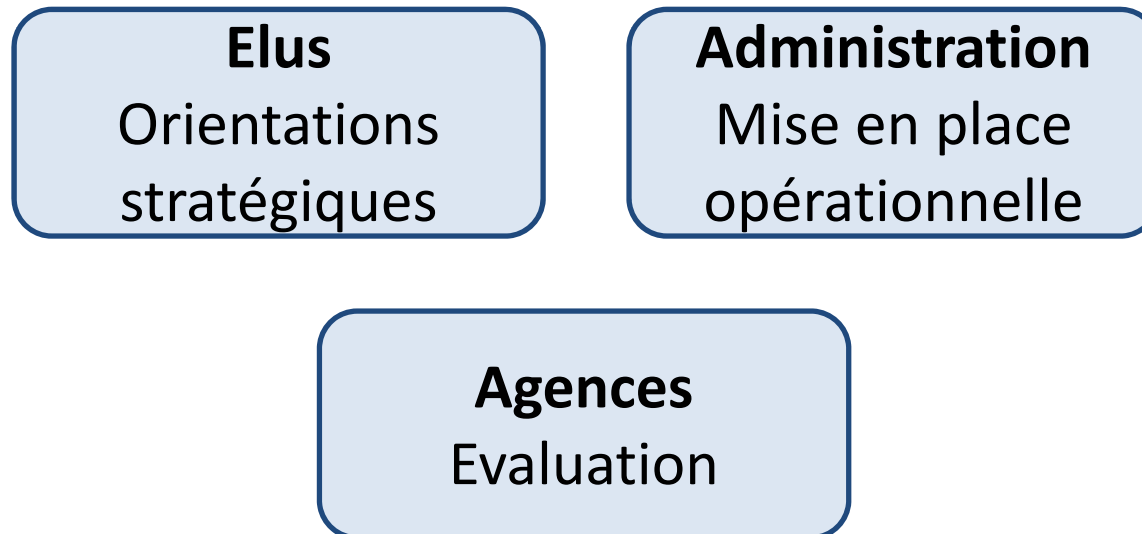 Elus
Orientations
stratégiques
Administration
Mise en place
opérationnelle
Agences
Evaluation